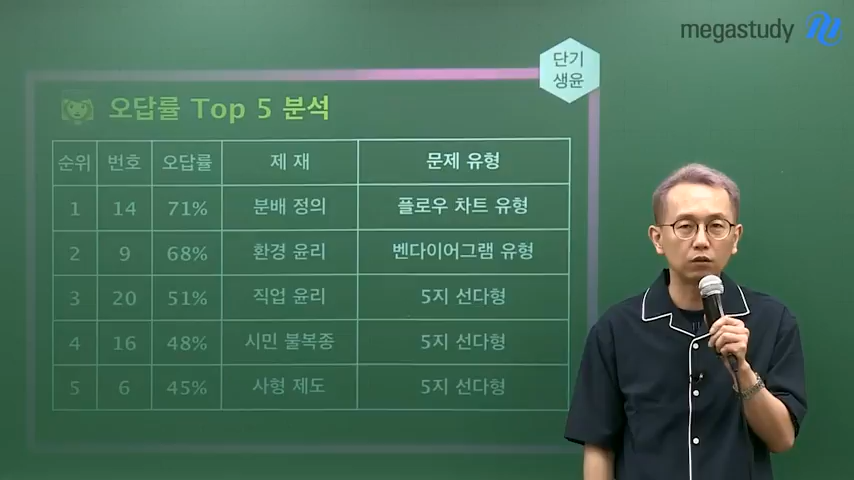 megastudy
단기
생윤
오답률 Top 5 분석
순위 번호 오답률 제 재 문제 유형
1 14 71% 분배 정의 플로우 차트 유형
2 9 68% 환경 윤리 벤다이어그램 유형
3 20 51% 직업 윤리 5지 선다형
4 16 48% 시민 불복종 5지 선다형
5 6 45% 사형 제도 5지 선다형